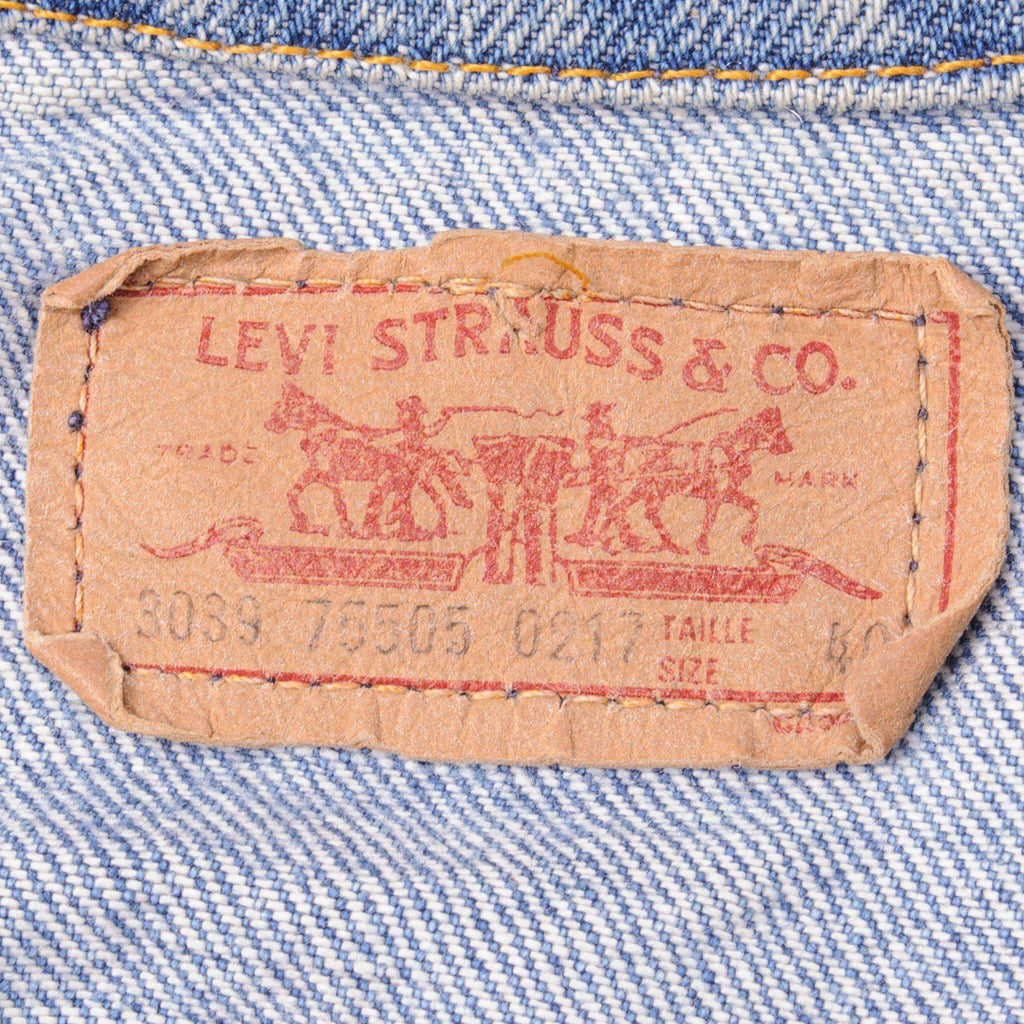 LEVI STRAUSS & CO.
TRADE MARK
3039 75505 0217 TAILLE
SIZE